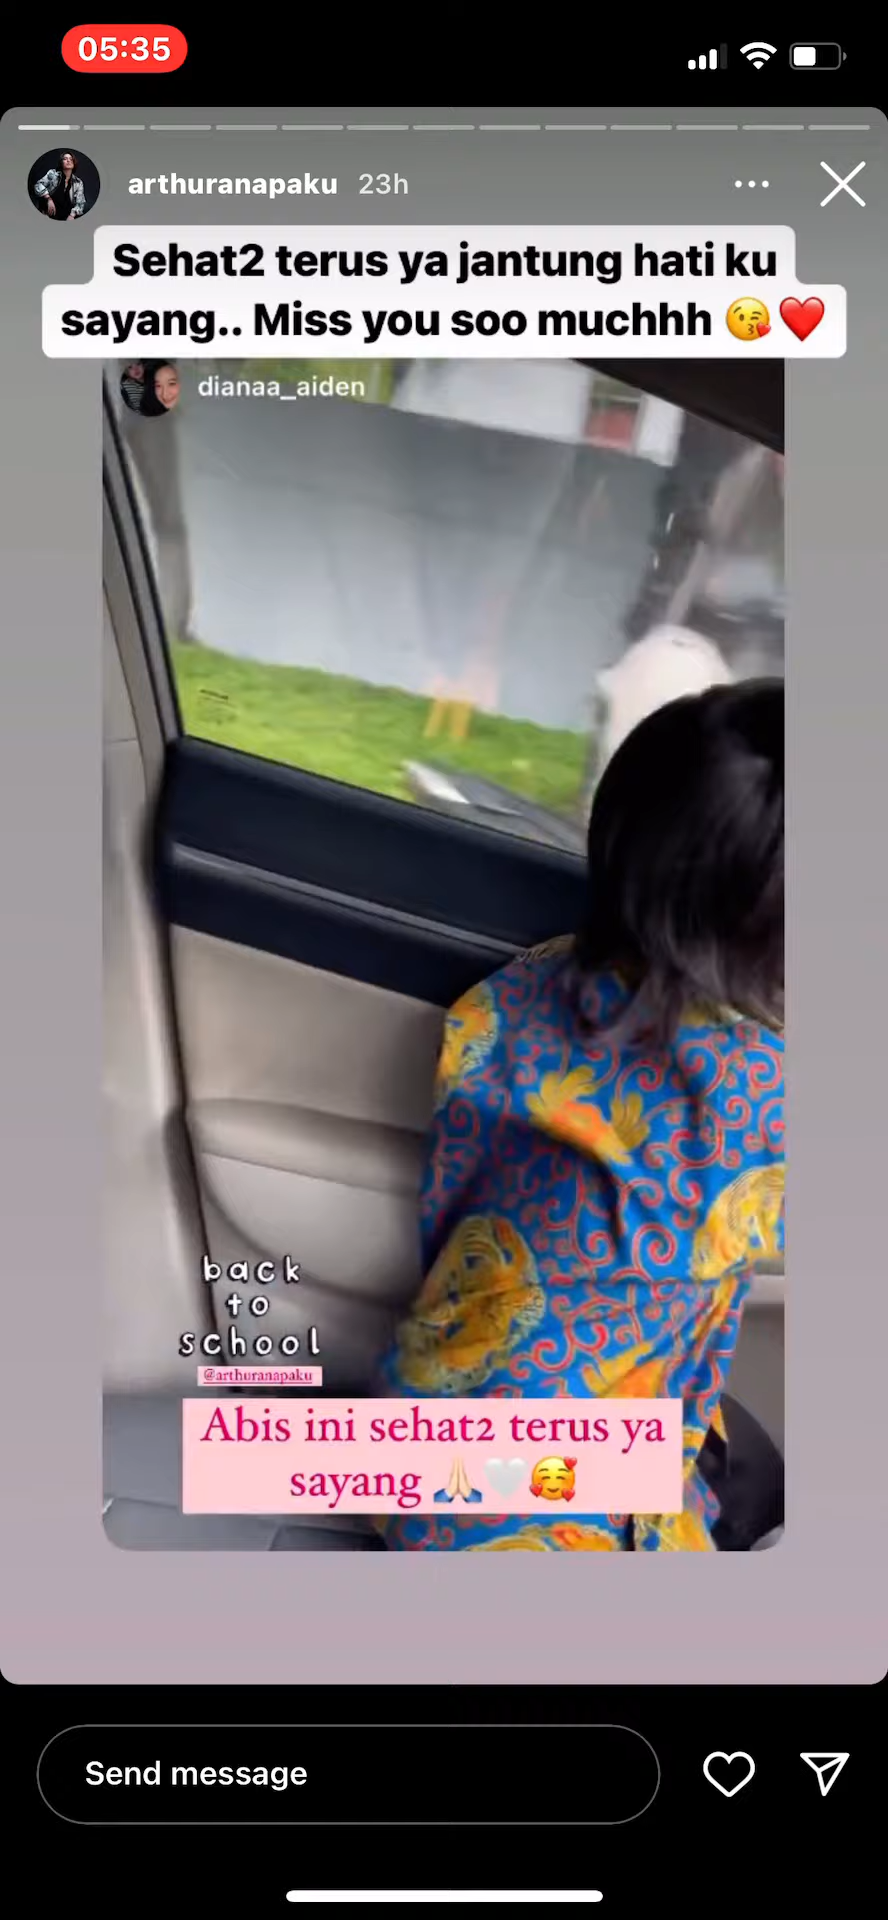 05:35
arthuranapaku 23h
Sehat2 terus ya jantung hati ku
sayang.. Miss you soo muchhh 😘❤️
dianaa_aiden
back
to
school
@arthuranapaku
Abis ini sehat2 terus ya
sayang 🙏🏻🤍🥰
Send message